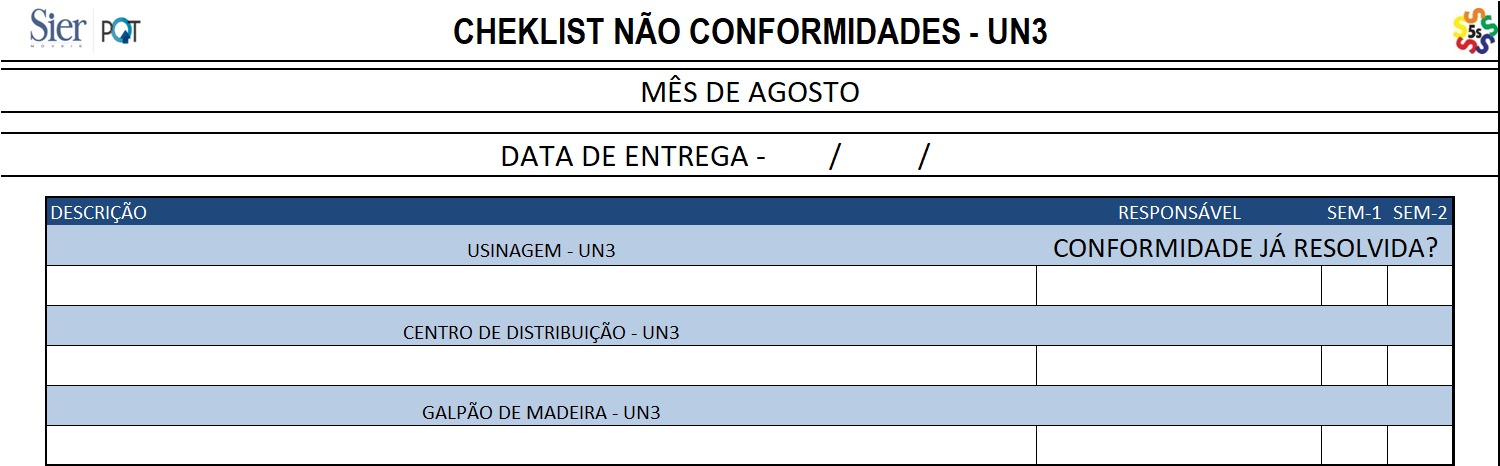 Sier PQT
MÓVEIS
CHEKLIST NÃO CONFORMIDADES - UN3
5s
MÊS DE AGOSTO
DATA DE ENTREGA - / /
DESCRIÇÃO RESPONSÁVEL SEM-1 SEM-2
USINAGEM - UN3 CONFORMIDADE JÁ RESOLVIDA?
CENTRO DE DISTRIBUIÇÃO - UN3
GALPÃO DE MADEIRA - UN3